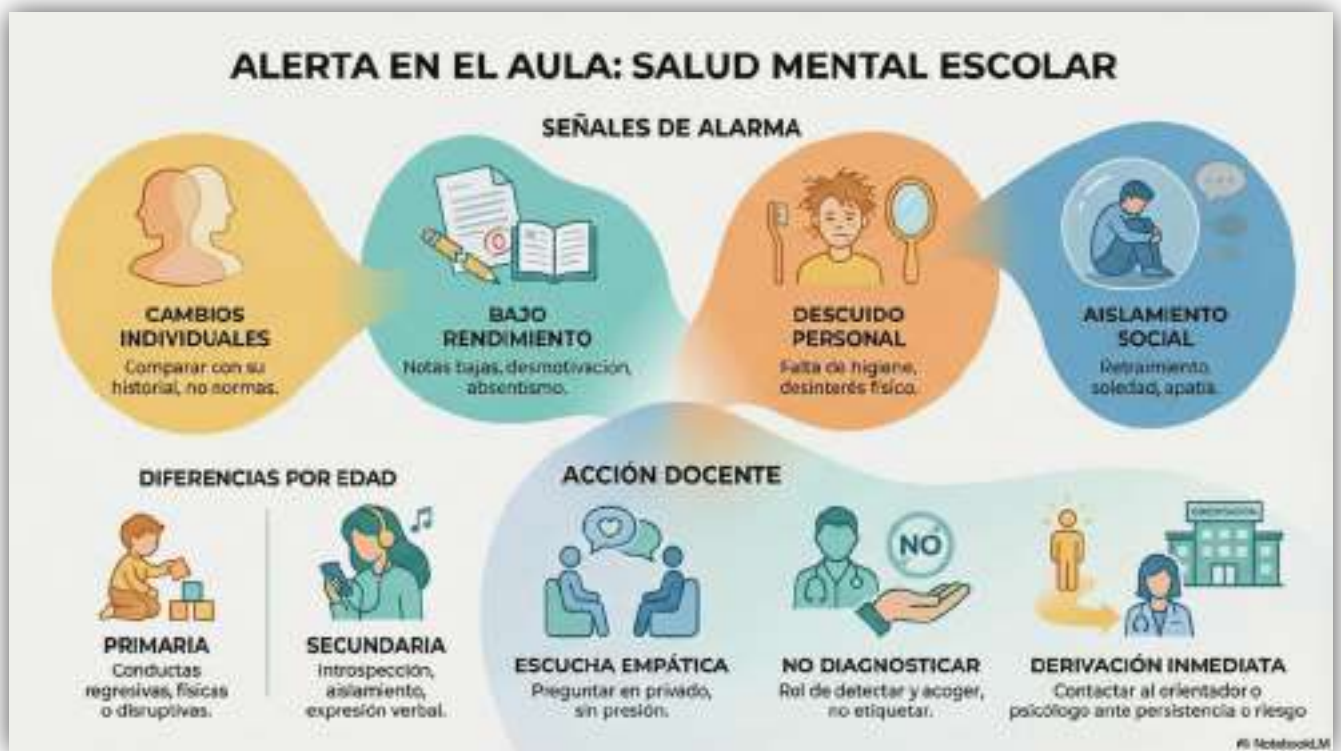 ALERTA EN EL AULA: SALUD MENTAL ESCOLAR
SEÑALES DE ALARMA
CAMBIOS
INDIVIDUALES
Comparar con su
historial, no normas.
BAJO
RENDIMIENTO
Notas bajas, desmotivación,
absentismo.
DESCUIDO
PERSONAL
Falta de higiene,
desinterés físico.
AISLAMIENTO
SOCIAL
Retraimiento,
soledad, apatía.
DIFERENCIAS POR EDAD
PRIMARIA
Conductas
regresivas, físicas
o disruptivas.
SECUNDARIA
Introspección,
aislamiento,
expresión verbal.
ACCIÓN DOCENTE
ESCUCHA EMPÁTICA
Preguntar en privado,
sin presión.
NO
NO DIAGNOSTICAR
Rol de detectar y acoger,
no etiquetar.
DERIVACIÓN INMEDIATA
Contactar al orientador o
psicólogo ante persistencia o riesgo
NotebookLM